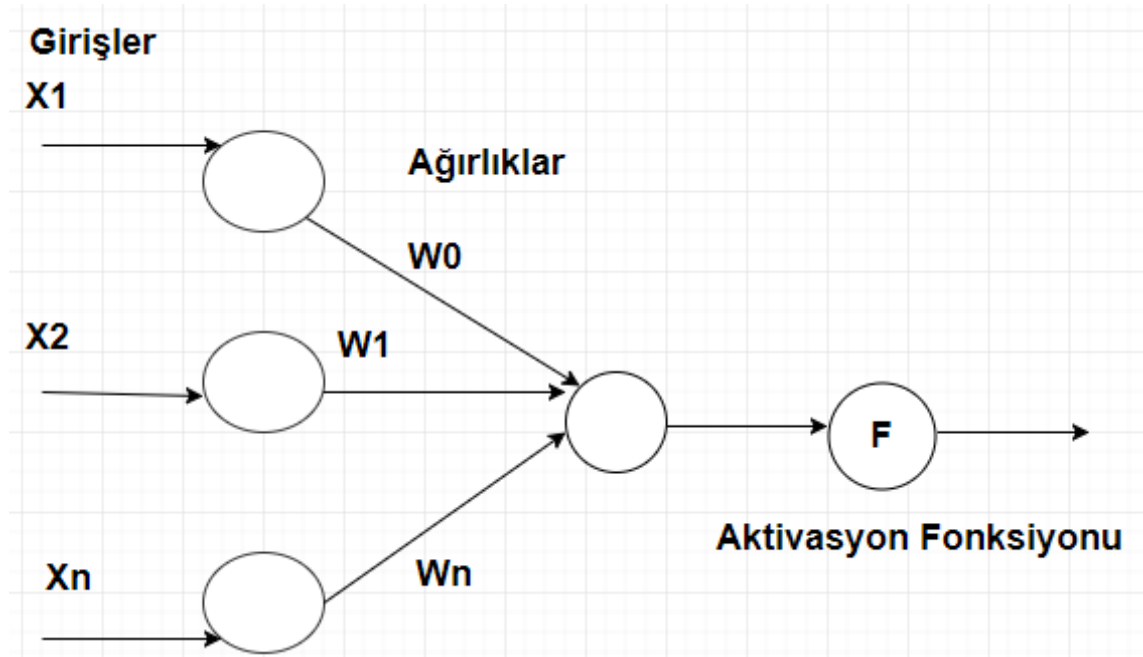 Girişler
X1
Ağırlıklar
W0
X2
W1
F
Aktivasyon Fonksiyonu
Xn
Wn